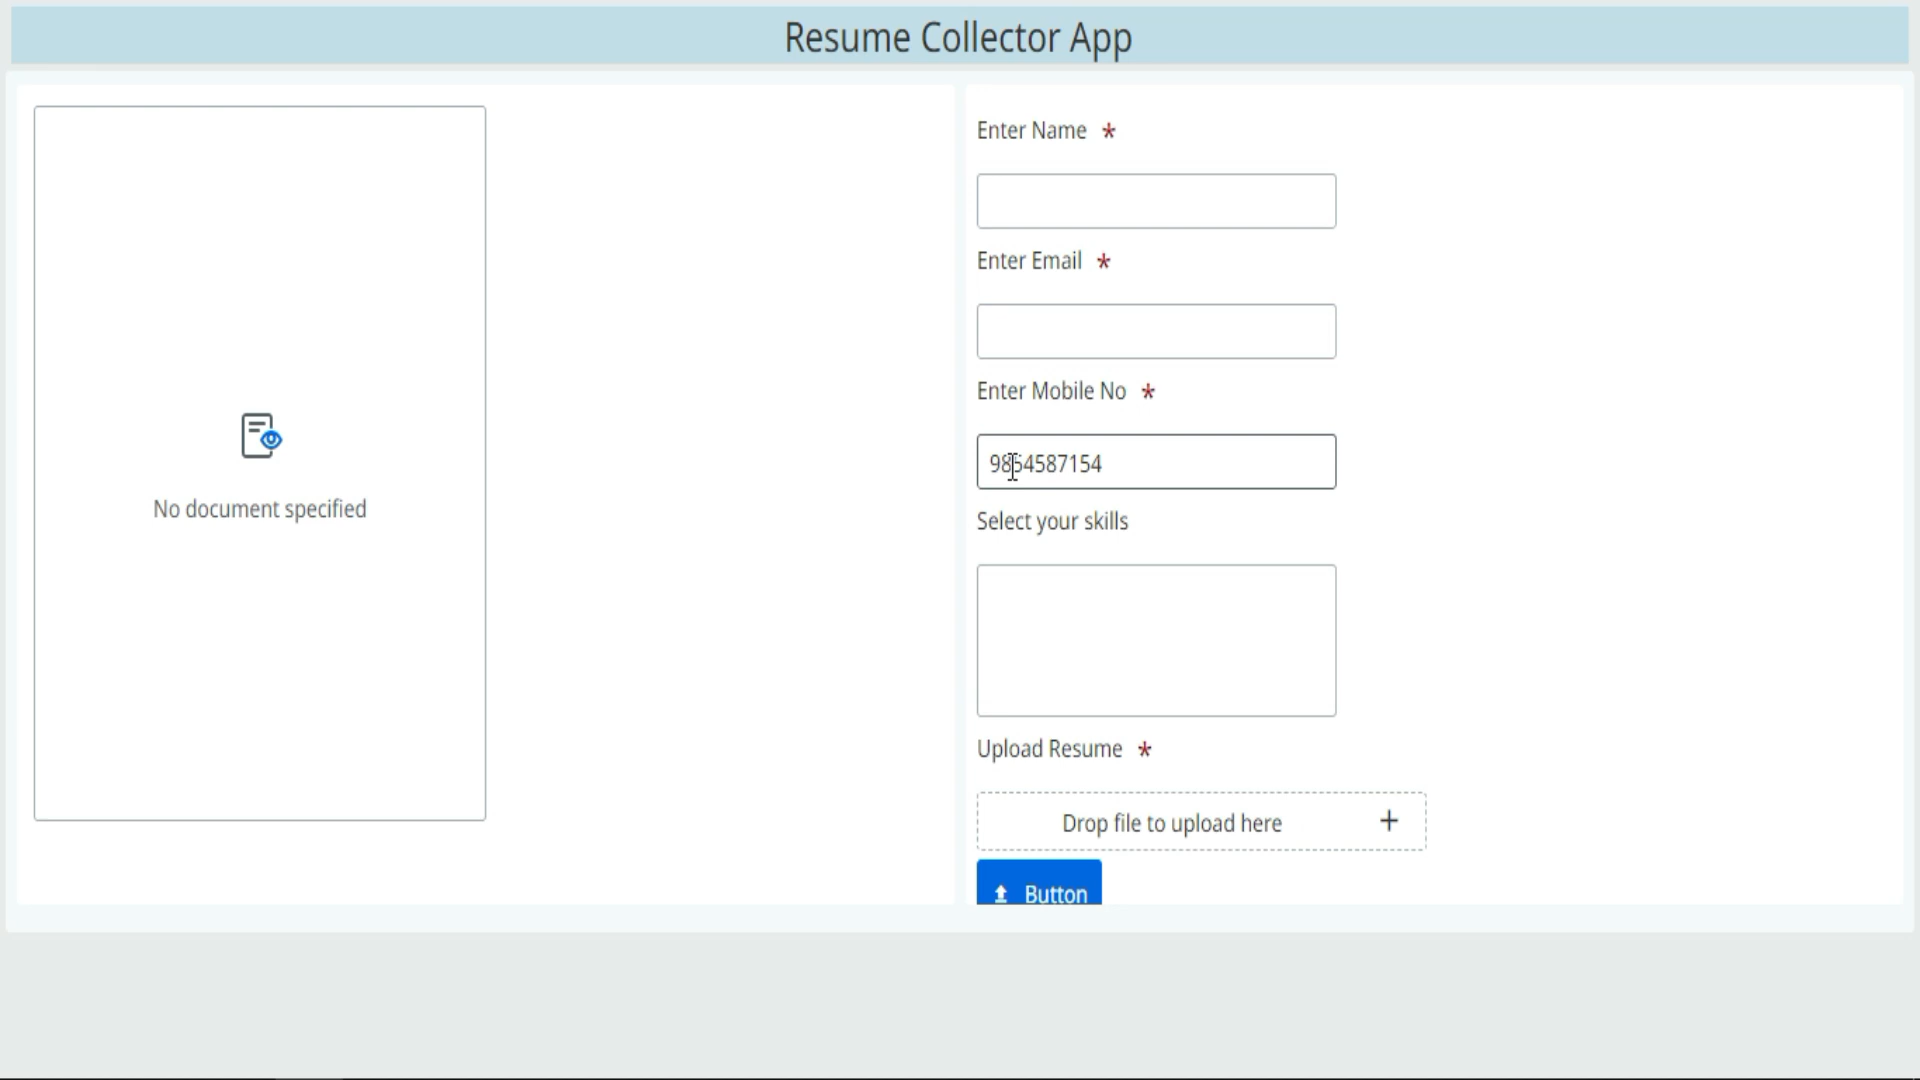 Resume Collector App
No document specified
Enter Name *
Enter Email *
Enter Mobile No *
9854587154
Select your skills
Upload Resume *
Drop file to upload here +
Button